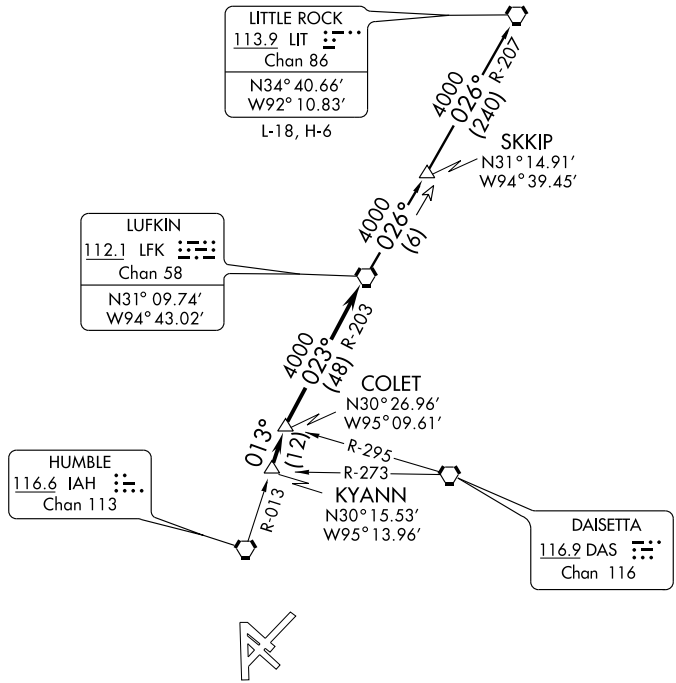 LITTLE ROCK
113.9 LIT
Chan 86
N34° 40.66'
W92° 10.83'
L-18, H-6
R-207
4000
026°
(240)
SKKIP
N31° 14.91'
W94° 39.45'
4000
026°
(6)
LUFKIN
112.1 LFK
Chan 58
N31° 09.74'
W94° 43.02'
R-203
4000
023°
(48)
COLET
N30° 26.96'
W95° 09.61'
R-295
013°
(12)
R-273
HUMBLE
116.6 IAH
Chan 113
R-013
KYANN
N30° 15.53'
W95° 13.96'
DAISETTA
116.9 DAS
Chan 116